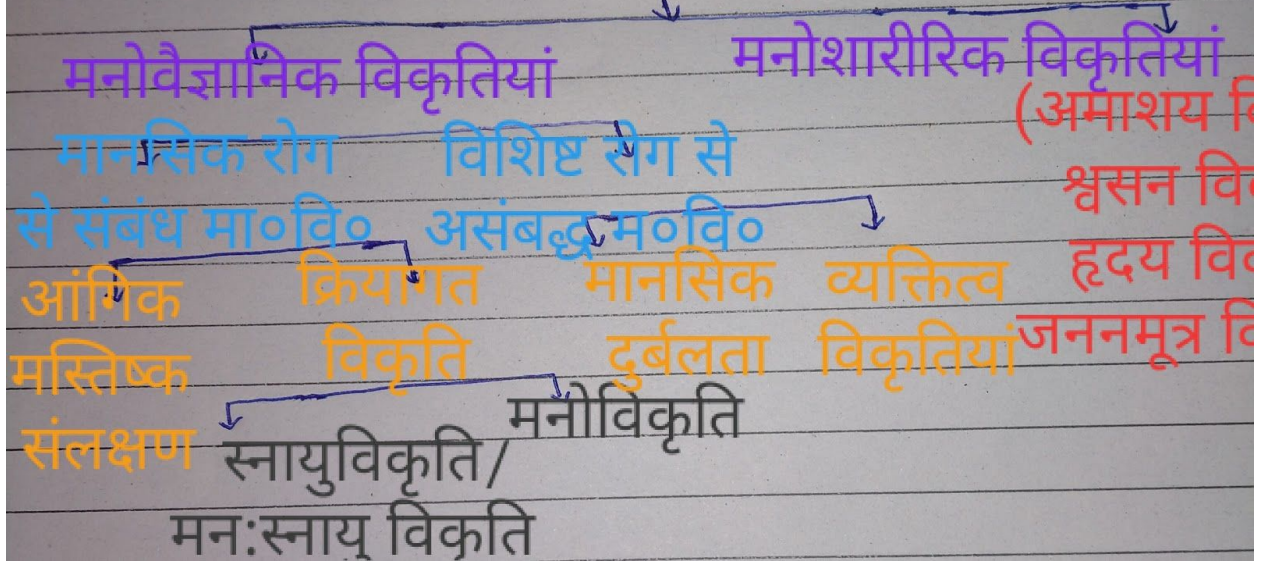 मनोवैज्ञानिक विकृतियां
मनोशारीरिक विकृतियां
मानसिक रोग
से संबंध मा०वि०
विशिष्ट रोग से
असंबद्ध म०वि०
(अमाशय
श्वसन
हृदय
जननमूत्र
आंगिक
मस्तिष्क
संलक्षण
क्रियागत
विकृति
मानसिक
दुर्बलता
व्यक्तित्व
विकृतियां
स्नायुविकृति/
मन:स्नायु विकृति
मनोविकृति